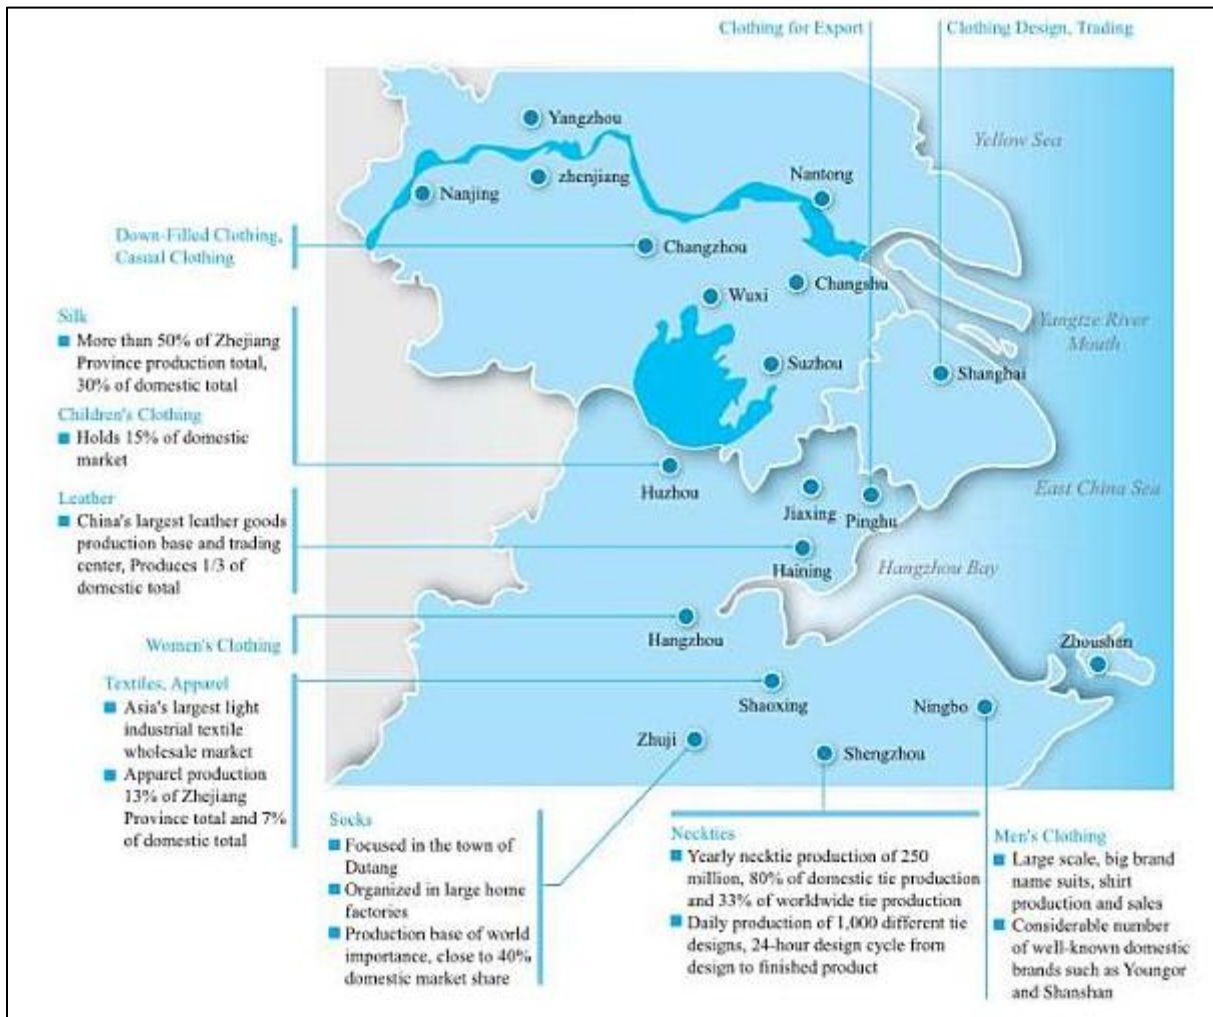 Clothing for Export
Clothing Design, Trading
Yellow Sea
Yangzhou
zhenjiang
Nanjing
Nantong
Down-Filled Clothing,
Casual Clothing
Changzhou
Changshu
Wuxi
Yangtze River
Mouth
Silk
More than 50% of Zhejiang
Province production total,
30% of domestic total
Suzhou
Shanghai
Children's Clothing
Holds 15% of domestic
market
Huzhou
Jiaxing
Pinghu
East China Sea
Leather
China's largest leather goods
production base and trading
center, Produces 1/3 of
domestic total
Haining
Hangzhou Bay
Women's Clothing
Hangzhou
Zhoushan
Textiles, Apparel
Asia's largest light
industrial textile
wholesale market
Apparel production
13% of Zhejiang
Province total and 7%
of domestic total
Shaoxing
Ningbo
Zhuji
Shengzhou
Socks
Focused in the town of
Datang
Organized in large home
factories
Production base of world
importance, close to 40%
domestic market share
Neckties
Yearly necktie production of 250
million, 80% of domestic tie production
and 33% of worldwide tie production
Daily production of 1,000 different tie
designs, 24-hour design cycle from
design to finished product
Men's Clothing
Large scale, big brand
name suits, shirt
production and sales
Considerable number
of well-known domestic
brands such as Youngor
and Shanshan